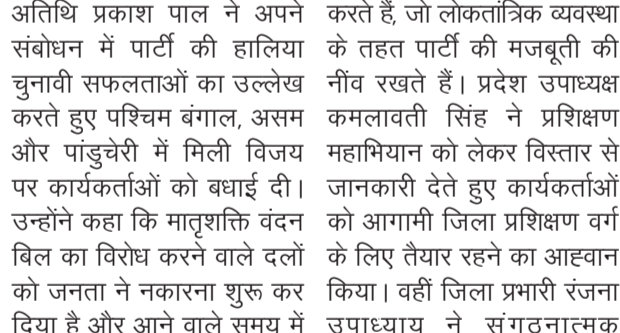 अतिथि प्रकाश पाल ने अपने
संबोधन में पार्टी की हालिया
चुनावी सफलताओं का उल्लेख
करते हुए पश्चिम बंगाल, असम
और पांडुचेरी में मिली विजय
पर कार्यकर्ताओं को बधाई दी।
उन्होंने कहा कि मातृशक्ति वंदन
बिल का विरोध करने वाले दलों
को जनता ने नकारना शुरू कर
दिया है और आने वाले समय में
करते हैं, जो लोकतांत्रिक व्यवस्था
के तहत पार्टी की मजबूती की
नींव रखते हैं। प्रदेश उपाध्यक्ष
कमलावती सिंह ने प्रशिक्षण
महाभियान को लेकर विस्तार से
जानकारी देते हुए कार्यकर्ताओं
को आगामी जिला प्रशिक्षण वर्ग
के लिए तैयार रहने का आह्वान
किया। वहीं जिला प्रभारी रंजना
उपाध्याय ने संगठनात्मक